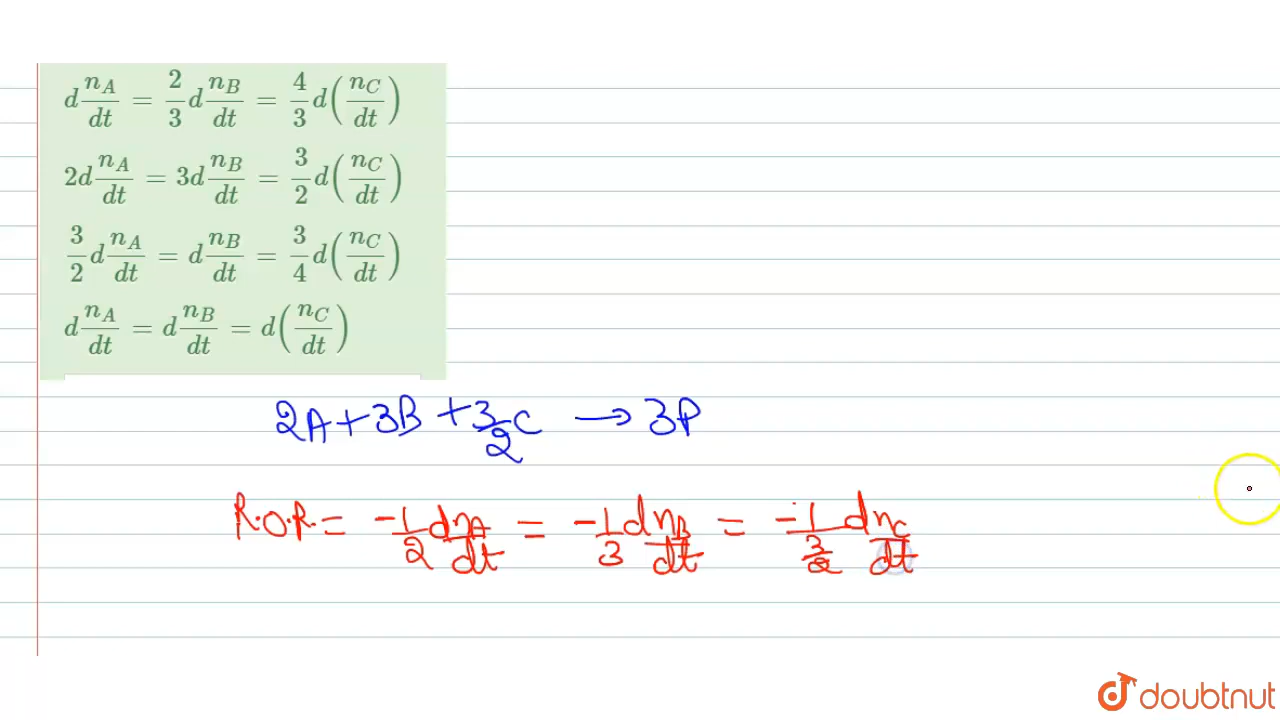 d n_A/dt = 2/3 d n_B/dt = 4/3 d(n_C/dt)
2d n_A/dt = 3d n_B/dt = 3/2 d(n_C/dt)
3/2 d n_A/dt = d n_B/dt = 3/4 d(n_C/dt)
d n_A/dt = d n_B/dt = d(n_C/dt)
2A + 3B + 3/2 C → 3P
R.O.R. = -1/2 dn_A/dt = -1/3 dn_B/dt = -1/(3/2) dn_C/dt
doubtnut